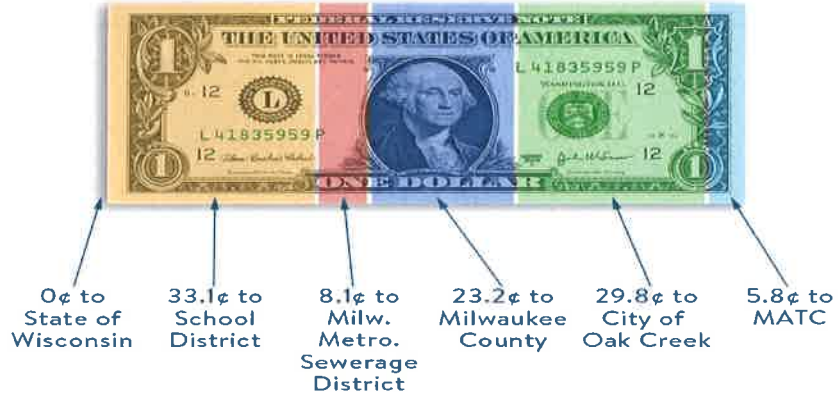 FEDERAL RESERVE NOTE
THE UNITED STATES OF AMERICA
L 41835959 P
WASHINGTON, D.C.
12
12
L
L 41835959 P
12
12
1
1
1
1
ONE DOLLAR
0¢ to
State of
Wisconsin
33.1¢ to
School
District
8.1¢ to
Milw.
Metro.
Sewerage
District
23.2¢ to
Milwaukee
County
29.8¢ to
City of
Oak Creek
5.8¢ to
MATC